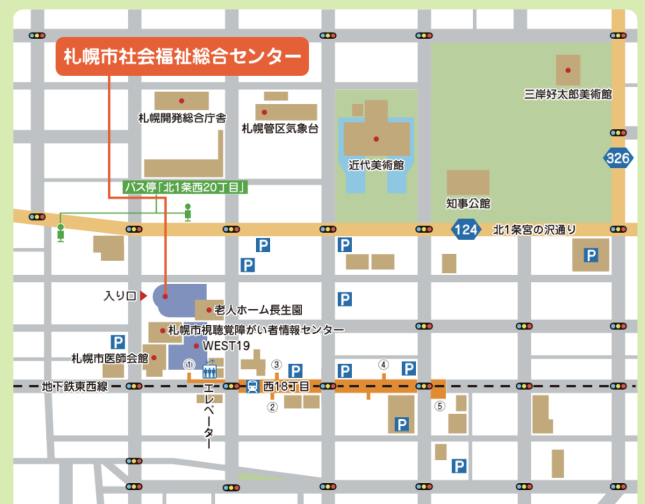 札幌市社会福祉総合センター
三岸好太郎美術館
札幌開発総合庁舎
札幌管区気象台
近代美術館
326
バス停「北1条西20丁目」
知事公館
124
北1条宮の沢通り
P
P
P
P
入り口
P
老人ホーム長生園
札幌市視聴覚障がい者情報センター
P
WEST19
札幌市医師会館
①
③
④
P
P
P
地下鉄東西線
西18丁目
エレベーター
②
⑤
P
P